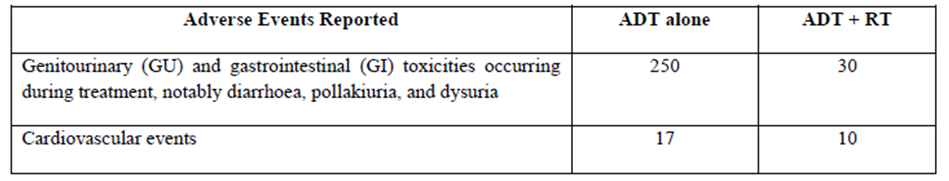 Adverse Events Reported ADT alone ADT + RT
Genitourinary (GU) and gastrointestinal (GI) toxicities occurring 250 30
during treatment, notably diarrhoea, pollakiuria, and dysuria
Cardiovascular events 17 10